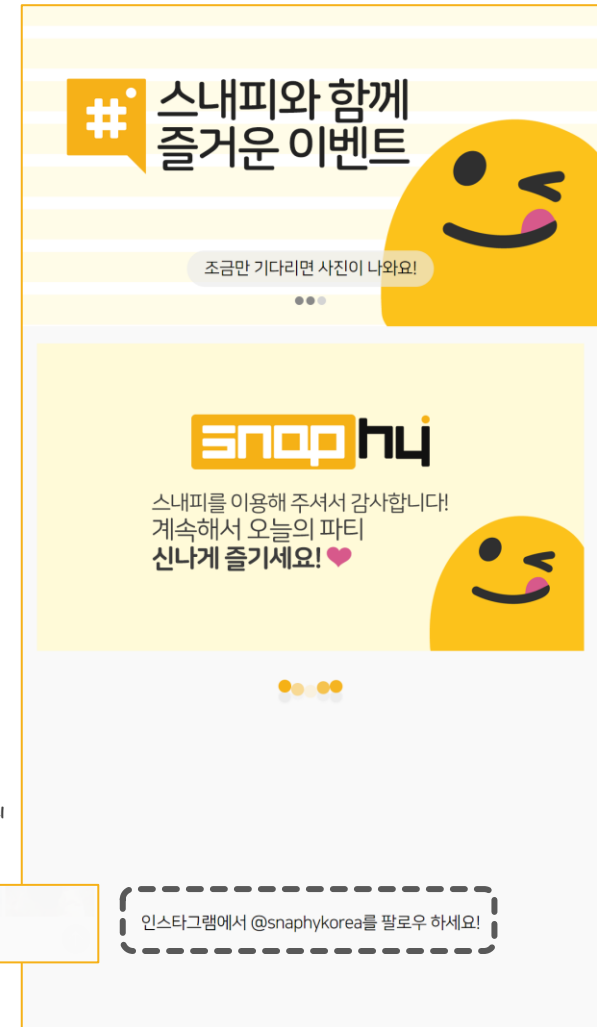 #
스내피와 함께
즐거운 이벤트
조금만 기다리면 사진이 나와요!
snaphy
스내피를 이용해 주셔서 감사합니다!
계속해서 오늘의 파티
신나게 즐기세요!
인스타그램에서 @snaphykorea를 팔로우 하세요!